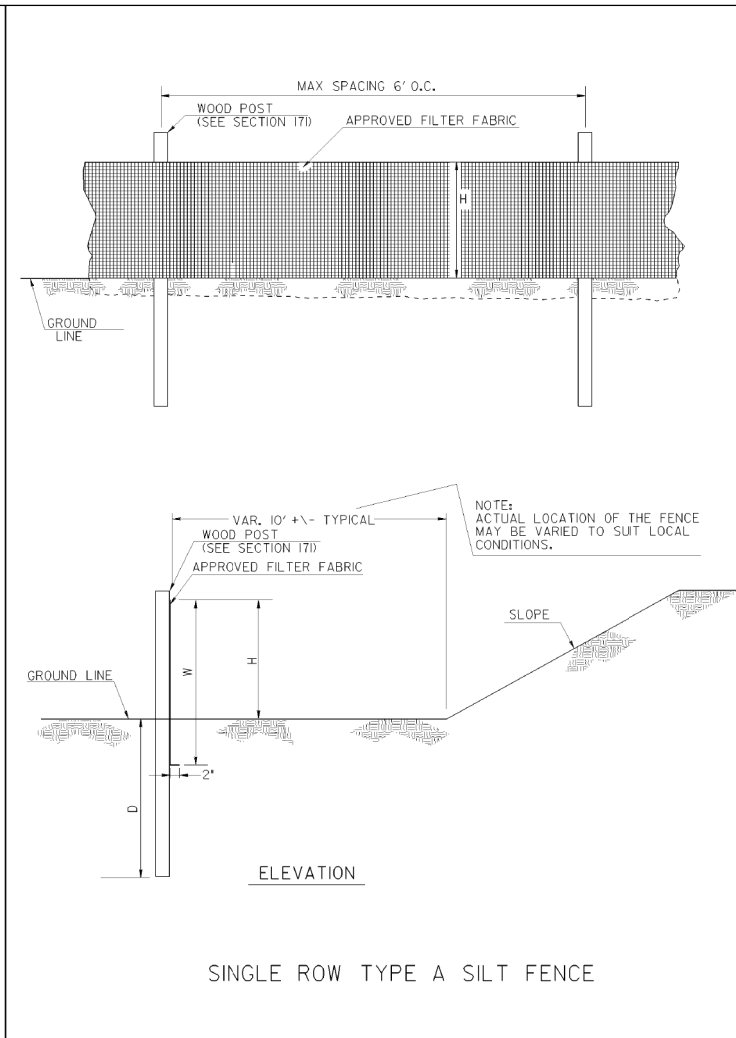 MAX SPACING 6' O.C.
WOOD POST
(SEE SECTION 171)
APPROVED FILTER FABRIC
H
GROUND
LINE
VAR. 10' +\- TYPICAL
WOOD POST
(SEE SECTION 171)
APPROVED FILTER FABRIC
NOTE:
ACTUAL LOCATION OF THE FENCE
MAY BE VARIED TO SUIT LOCAL
CONDITIONS.
SLOPE
W
H
GROUND LINE
2"
D
ELEVATION
SINGLE ROW TYPE A SILT FENCE